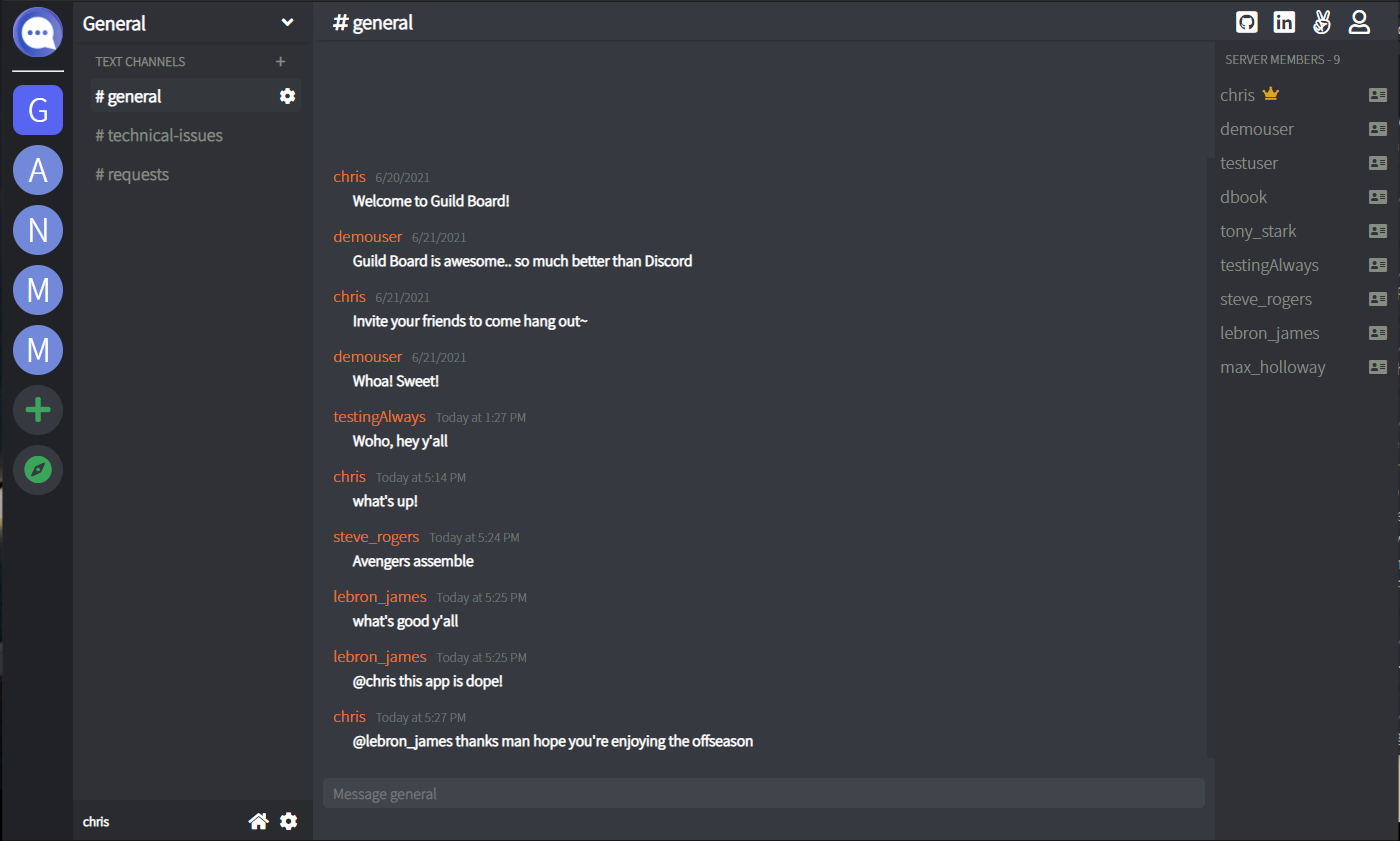 General
# general
TEXT CHANNELS +
# general
# technical-issues
# requests
G
A
N
M
M
chris 6/20/2021
Welcome to Guild Board!
demouser 6/21/2021
Guild Board is awesome.. so much better than Discord
chris 6/21/2021
Invite your friends to come hang out~
demouser 6/21/2021
Whoa! Sweet!
testingAlways Today at 1:27 PM
Woho, hey y'all
chris Today at 5:14 PM
what's up!
steve_rogers Today at 5:24 PM
Avengers assemble
lebron_james Today at 5:25 PM
what's good y'all
lebron_james Today at 5:25 PM
@chris this app is dope!
chris Today at 5:27 PM
@lebron_james thanks man hope you're enjoying the offseason
Message general
chris
SERVER MEMBERS - 9
chris
demouser
testuser
dbook
tony_stark
testingAlways
steve_rogers
lebron_james
max_holloway